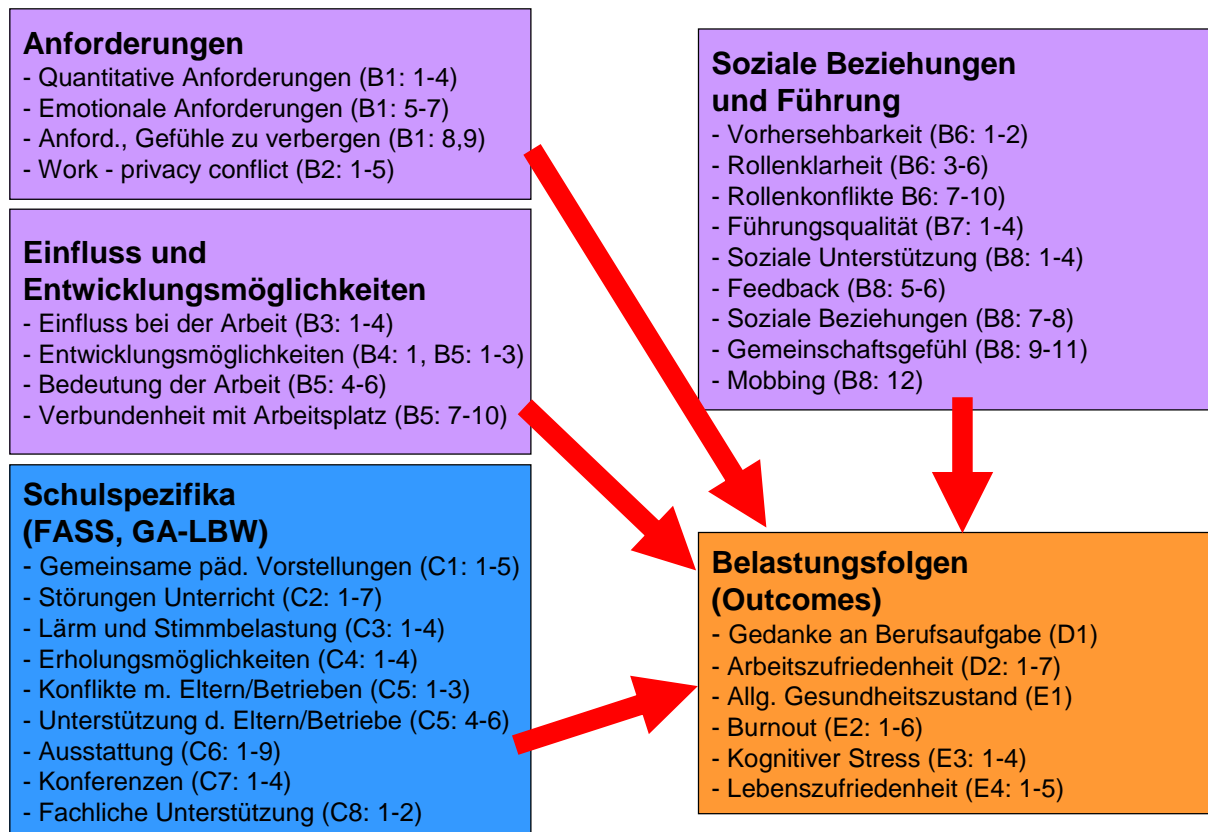 Anforderungen
- Quantitative Anforderungen (B1: 1-4)
- Emotionale Anforderungen (B1: 5-7)
- Anford., Gefühle zu verbergen (B1: 8,9)
- Work - privacy conflict (B2: 1-5)
Einfluss und
Entwicklungsmöglichkeiten
- Einfluss bei der Arbeit (B3: 1-4)
- Entwicklungsmöglichkeiten (B4: 1, B5: 1-3)
- Bedeutung der Arbeit (B5: 4-6)
- Verbundenheit mit Arbeitsplatz (B5: 7-10)
Schulspezifika
(FASS, GA-LBW)
- Gemeinsame päd. Vorstellungen (C1: 1-5)
- Störungen Unterricht (C2: 1-7)
- Lärm und Stimmbelastung (C3: 1-4)
- Erholungsmöglichkeiten (C4: 1-4)
- Konflikte m. Eltern/Betrieben (C5: 1-3)
- Unterstützung d. Eltern/Betriebe (C5: 4-6)
- Ausstattung (C6: 1-9)
- Konferenzen (C7: 1-4)
- Fachliche Unterstützung (C8: 1-2)
Soziale Beziehungen
und Führung
- Vorhersehbarkeit (B6: 1-2)
- Rollenklarheit (B6: 3-6)
- Rollenkonflikte B6: 7-10)
- Führungsqualität (B7: 1-4)
- Soziale Unterstützung (B8: 1-4)
- Feedback (B8: 5-6)
- Soziale Beziehungen (B8: 7-8)
- Gemeinschaftsgefühl (B8: 9-11)
- Mobbing (B8: 12)
Belastungsfolgen
(Outcomes)
- Gedanke an Berufsaufgabe (D1)
- Arbeitszufriedenheit (D2: 1-7)
- Allg. Gesundheitszustand (E1)
- Burnout (E2: 1-6)
- Kognitiver Stress (E3: 1-4)
- Lebenszufriedenheit (E4: 1-5)